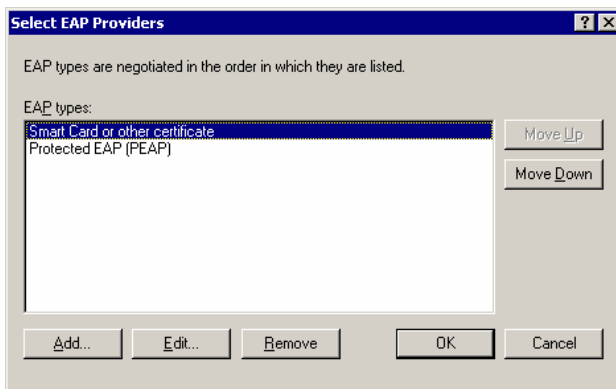 Select EAP Providers
EAP types are negotiated in the order in which they are listed.
EAP types:
Smart Card or other certificate
Protected EAP (PEAP)
Move Up
Move Down
Add...
Edit...
Remove
OK
Cancel